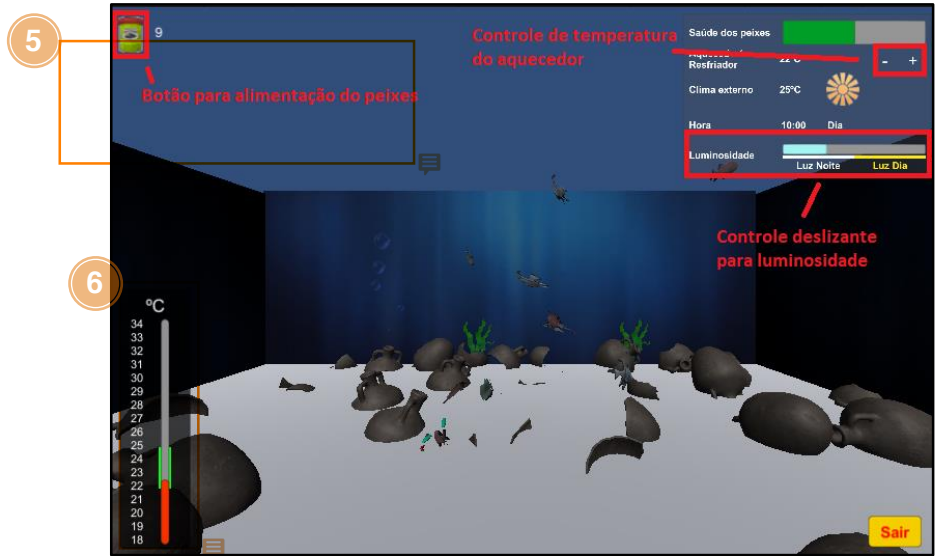 5
9
Botão para alimentação do peixes
Controle de temperatura
do aquecedor
Saúde dos peixes
Resfriador
22°C
- +
Clima externo 25°C
Hora 10:00 Dia
Luminosidade
Luz Noite Luz Dia
Controle deslizante
para luminosidade
6
ºC
34
33
32
31
30
29
28
27
26
25
24
23
22
21
20
19
18
Sair